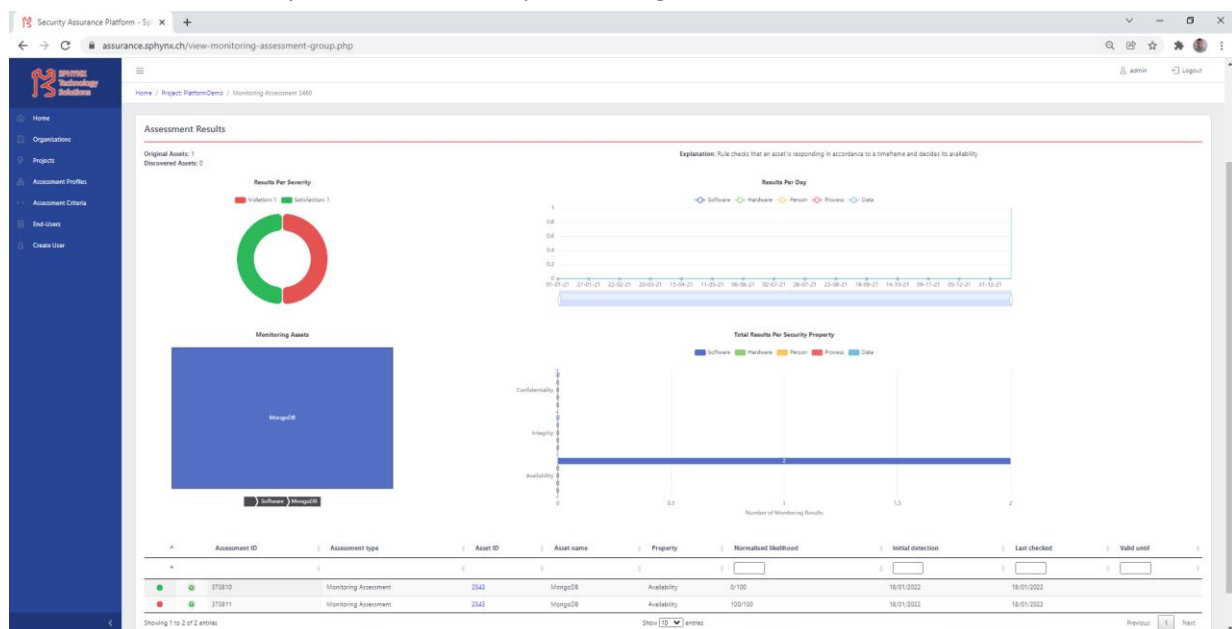 Security Assurance Platform - Sp
assurance.sphynx.ch/view-monitoring-assessment-group.php
SPHYNX
Technology
Solutions
admin
Logout
Home / Project PlatformDemo / Monitoring Assessment 2480
Home
Organisations
Projects
Assessment Profiles
Assessment Criteria
End-Users
Create User
Assessment Results
Original Assets: 1
Discovered Assets: 0
Explanation: Rule checks that an asset is responding in accordance to a timeframe and decides its availability
Results Per Severity
Violation: 1 Satisfaction: 1
Results Per Day
Software Hardware Person Process Data
1
0.8
0.6
0.4
0.2
0
01-01-21 27-01-21 22-02-21 20-03-21 15-04-21 11-05-21 06-06-21 02-07-21 28-07-21 23-08-21 18-09-21 14-10-21 09-11-21 05-12-21 31-12-21
Monitoring Assets
MongoDB
Software MongoDB
Total Results Per Security Property
Software Hardware Person Process Data
Confidentiality
Integrity
Availability
2
0 0.5 1 1.5 2
Number of Monitoring Results
Assessment ID Assessment type Asset ID Asset name Property Normalised likelihood Initial detection Last checked Valid until
373810 Monitoring Assessment 2543 MongoDB Availability 0/100 18/01/2022 18/01/2022
373811 Monitoring Assessment 2543 MongoDB Availability 100/100 18/01/2022 18/01/2022
Showing 1 to 2 of 2 entries
Show 10 entries
Previous 1 Next